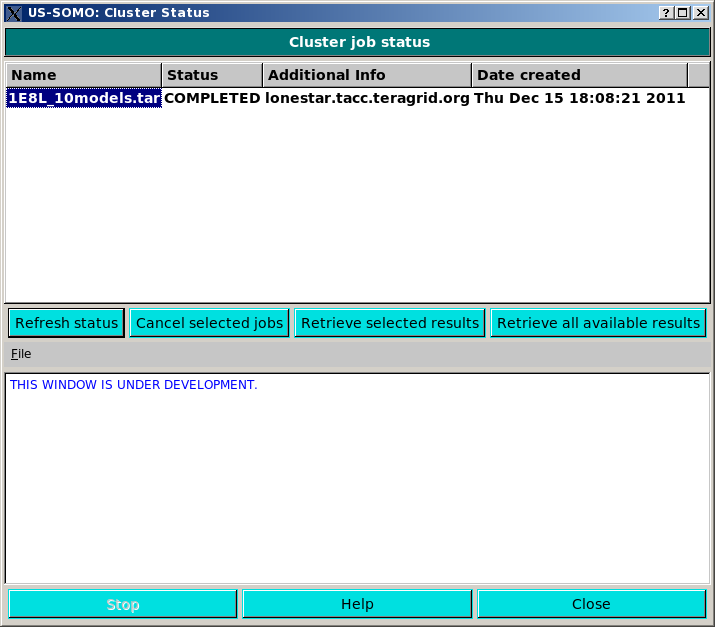 US-SOMO: Cluster Status
Cluster job status
Name Status Additional Info Date created
1E8L_10models.tar COMPLETED lonestar.tacc.teragrid.org Thu Dec 15 18:08:21 2011
Refresh status Cancel selected jobs Retrieve selected results Retrieve all available results
File
THIS WINDOW IS UNDER DEVELOPMENT.
Stop Help Close